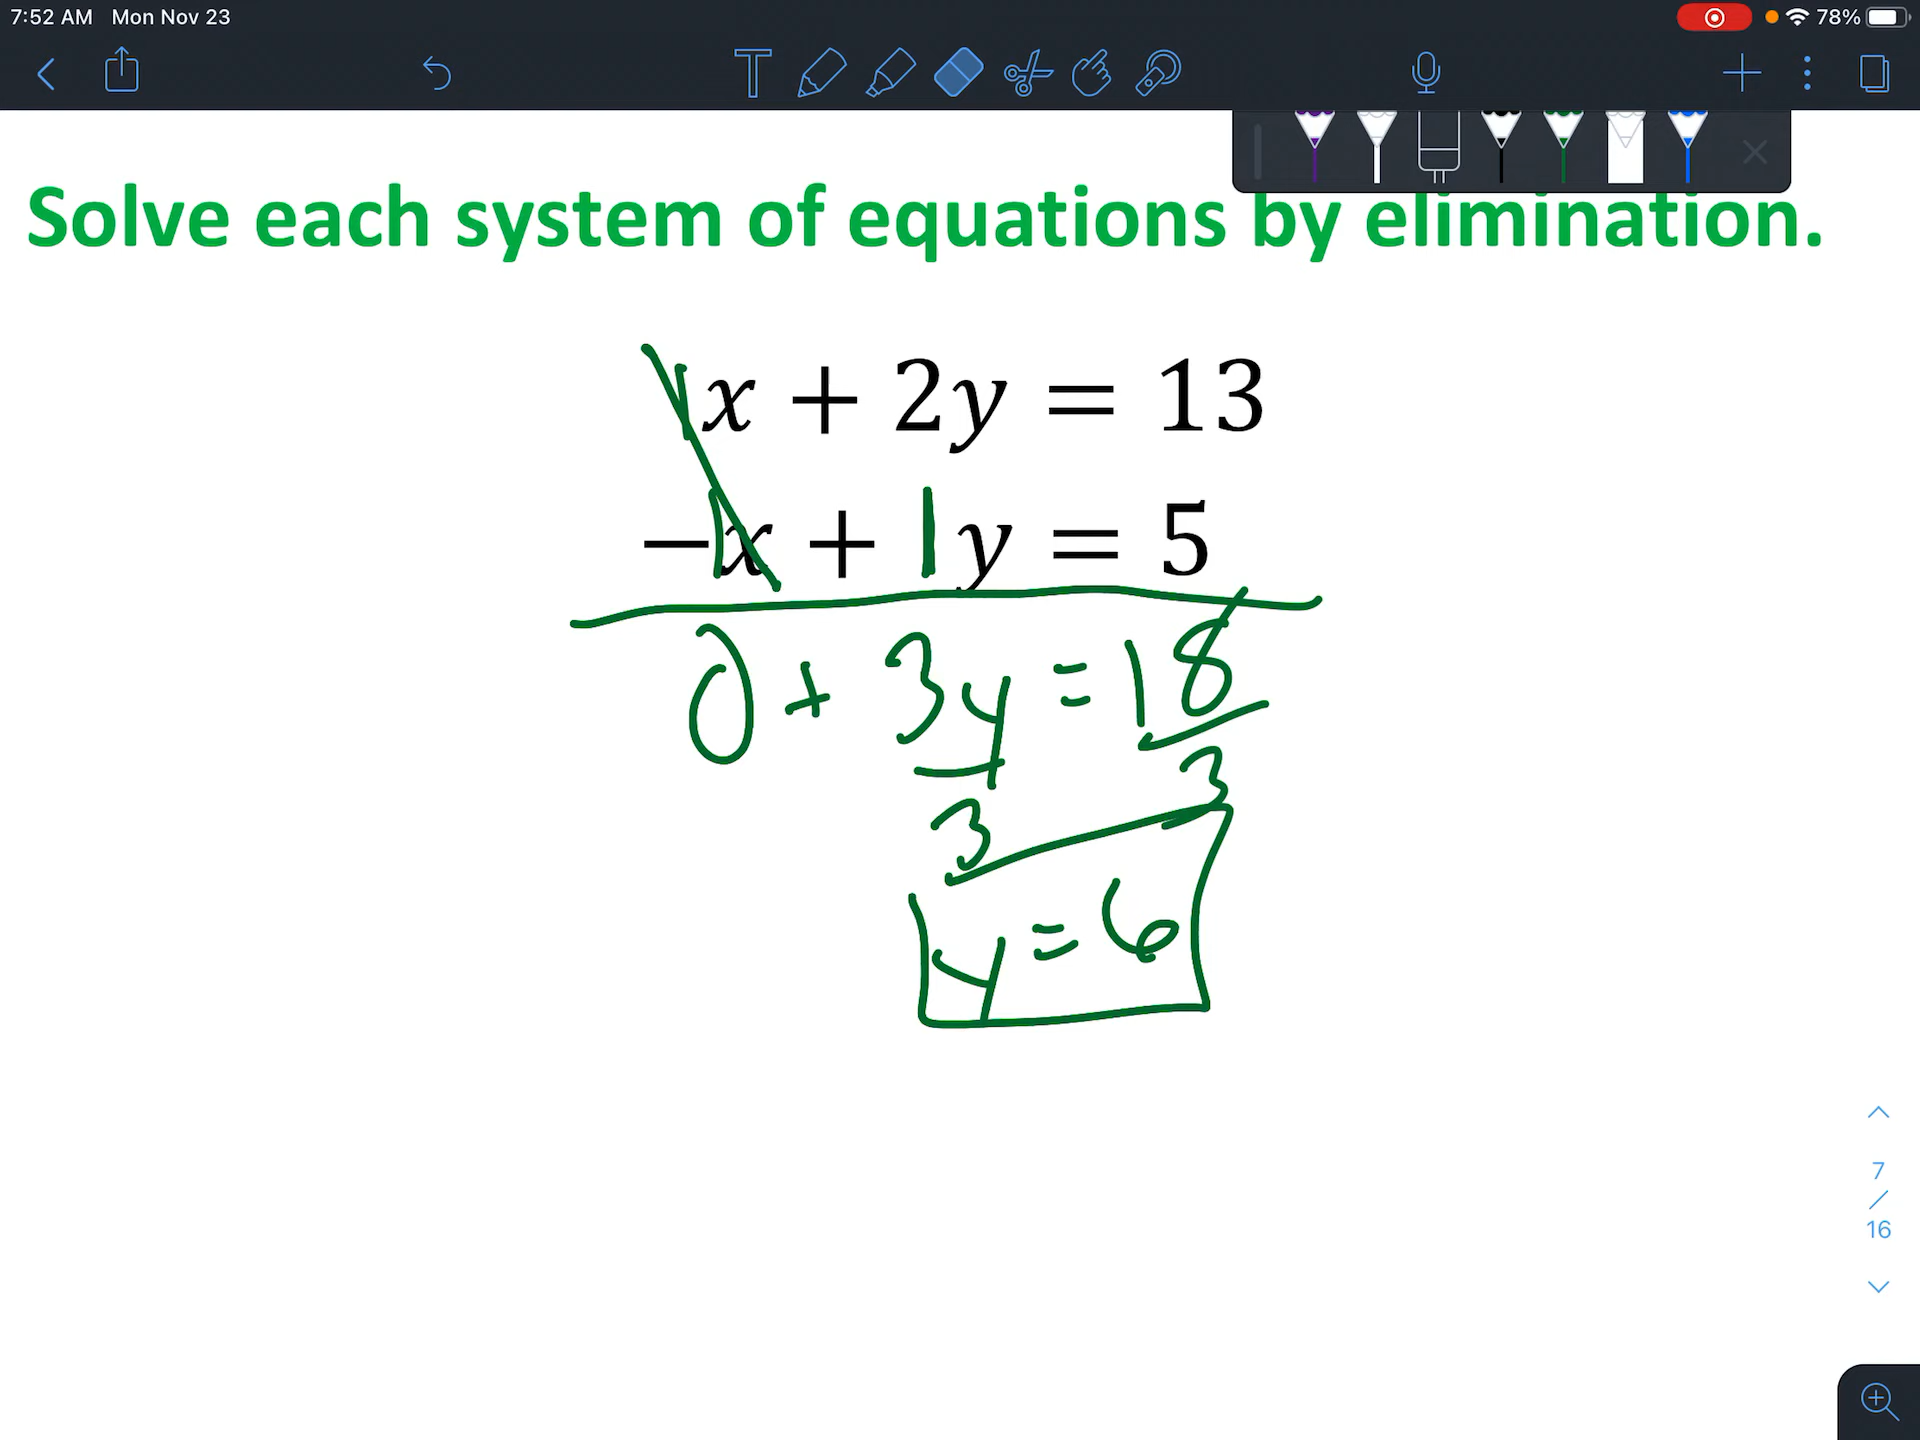 7:52 AM Mon Nov 23 78%
T
Solve each system of equations by elimination.
1x + 2y = 13
−1x + 1y = 5
0 + 3y = 18
3 3
y = 6
7
/
16